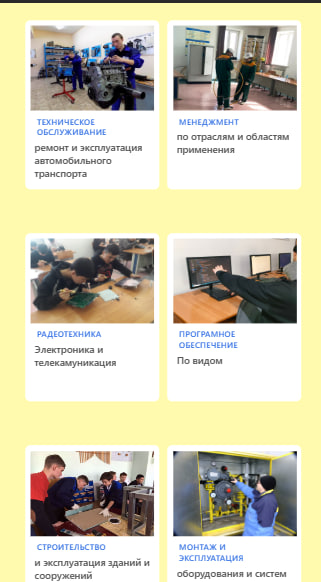 ТЕХНИЧЕСКОЕ
ОБСЛУЖИВАНИЕ
ремонт и эксплуатация
автомобильного
транспорта
МЕНЕДЖМЕНТ
по отраслям и областям
применения
РАДЕОТЕХНИКА
Электроника и
телекамуникация
ПРОГРАМНОЕ
ОБЕСПЕЧЕНИЕ
По видом
СТРОИТЕЛЬСТВО
и эксплуатация зданий и
сооружений
МОНТАЖ И
ЭКСПЛУАТАЦИЯ
оборудования и систем